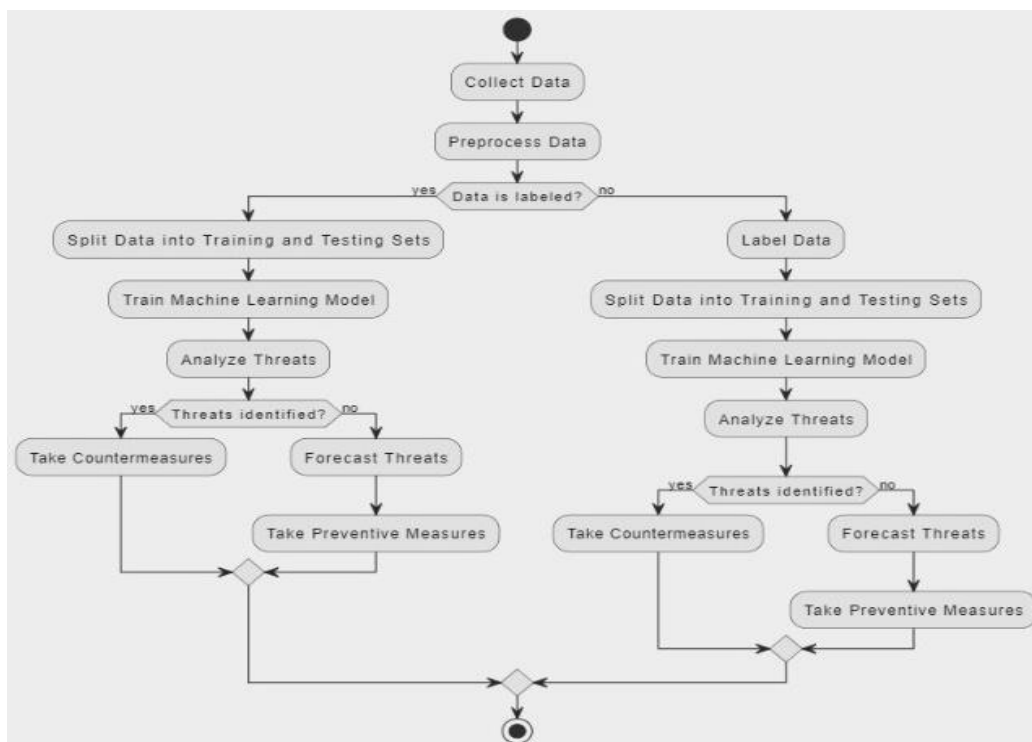 Collect Data
Preprocess Data
yes
Data is labeled?
no
Split Data into Training and Testing Sets
Train Machine Learning Model
Analyze Threats
yes
Threats identified?
no
Take Countermeasures
Forecast Threats
Take Preventive Measures
Label Data
Split Data into Training and Testing Sets
Train Machine Learning Model
Analyze Threats
yes
Threats identified?
no
Take Countermeasures
Forecast Threats
Take Preventive Measures